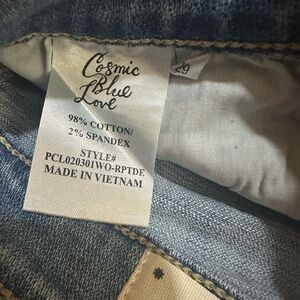 Cosmic
Blue
Love
98% COTTON/
2% SPANDEX
STYLE#
PCL020301WO-RPTDE
MADE IN VIETNAM
29